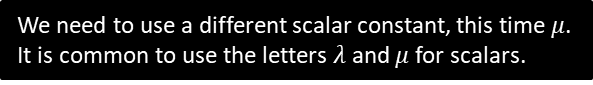 We need to use a different scalar constant, this time μ.
It is common to use the letters λ and μ for scalars.